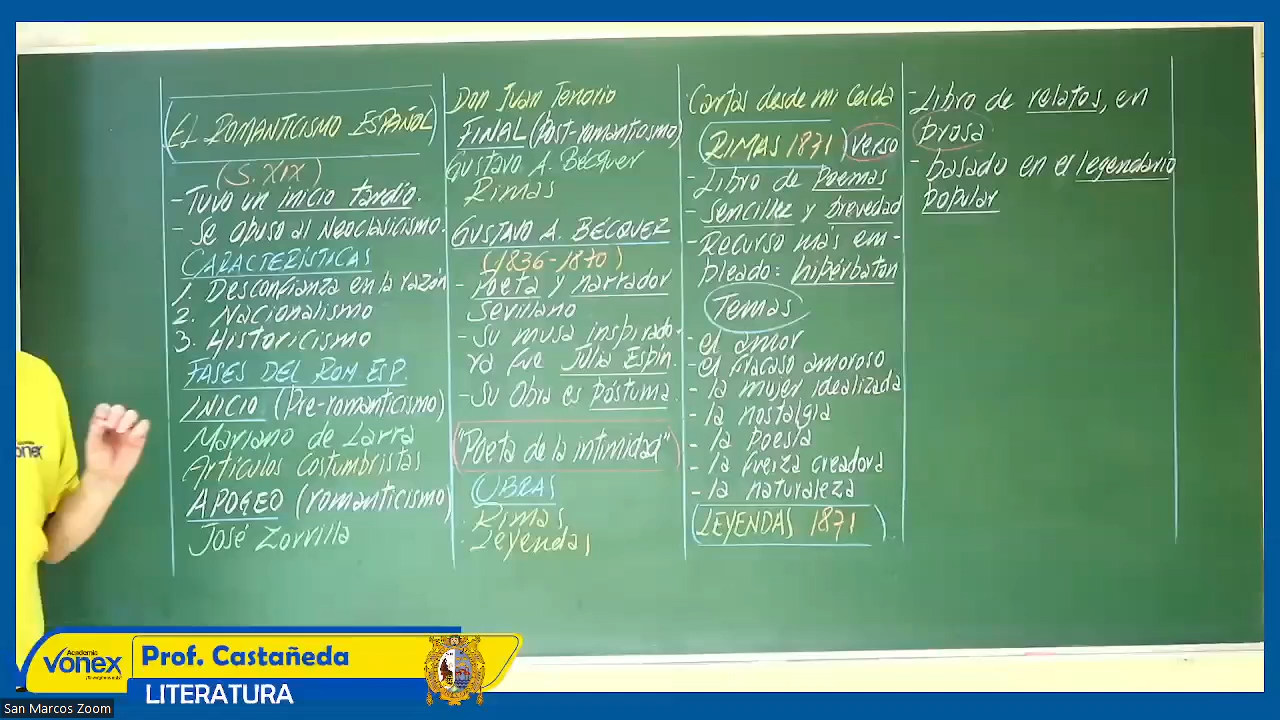 EL ROMANTICISMO ESPAÑOL
(S. XIX)
- Tuvo un inicio tardío.
- Se opuso al Neoclasicismo.
CARACTERÍSTICAS
1. Desconfianza en la razón
2. Nacionalismo
3. Historicismo
FASES DEL ROM ESP.
INICIO (Pre-romanticismo)
Mariano de Larra
Artículos Costumbristas
APOGEO (romanticismo)
José Zorrilla
Don Juan Tenorio
FINAL (Post-romanticismo)
Gustavo A. Bécquer
Rimas
GUSTAVO A. BÉCQUER
(1836-1870)
- Poeta y narrador
Sevillano
- Su musa inspirado-
ra fue Julia Espín.
- Su Obra es póstuma.
"Poeta de la intimidad"
OBRAS
Rimas
Leyendas
Cartas desde mi Celda
RIMAS 1871 Verso
- Libro de Poemas
- Sencillez y brevedad
- Recurso más em-
pleado: hipérbaton
Temas
- el amor
- el fracaso amoroso
- la mujer idealizada
- la nostalgia
- la poesía
- la fuerza creadora
- la naturaleza
LEYENDAS 1871
- Libro de relatos, en
prosa
- basado en el legendario
popular
vonex
Academia
vonex
Prof. Castañeda
LITERATURA
San Marcos Zoom